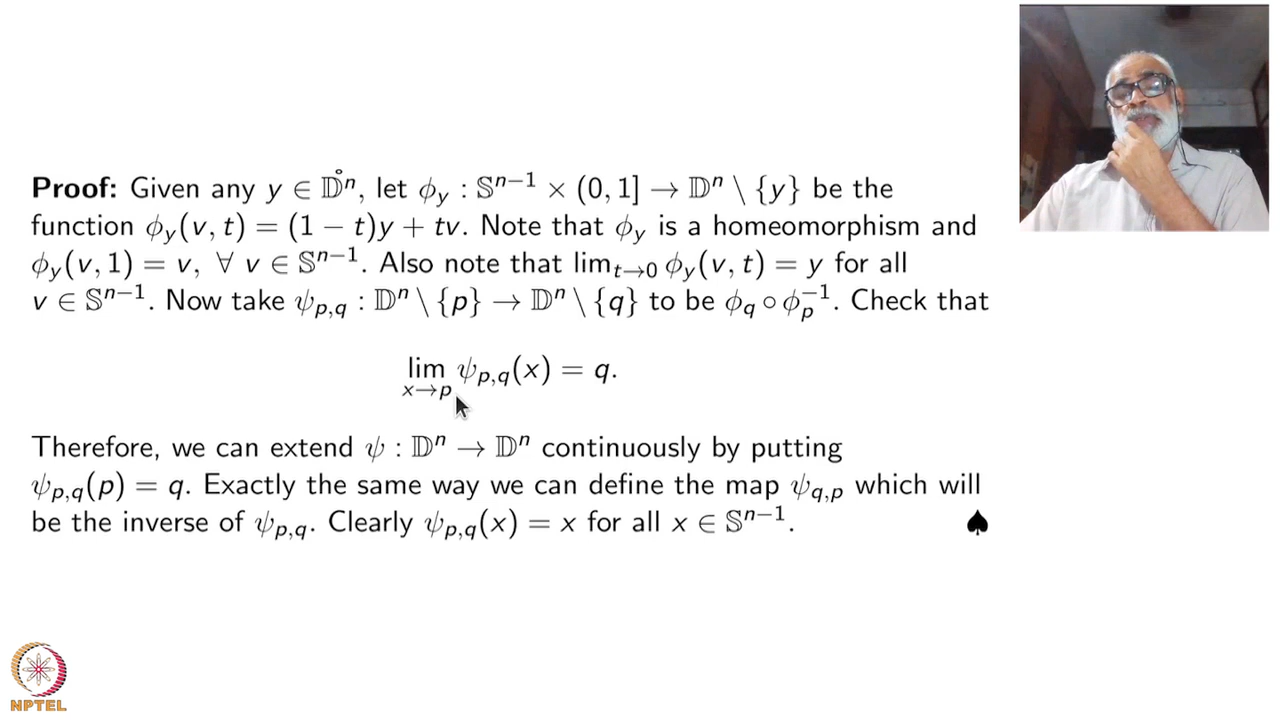 Proof: Given any y ∈ 𝔻̊ⁿ, let ϕ_y : 𝕊ⁿ⁻¹ × (0, 1] → 𝔻ⁿ \ {y} be the
function ϕ_y(v, t) = (1 − t)y + tv. Note that ϕ_y is a homeomorphism and
ϕ_y(v, 1) = v, ∀ v ∈ 𝕊ⁿ⁻¹. Also note that lim_{t→0} ϕ_y(v, t) = y for all
v ∈ 𝕊ⁿ⁻¹. Now take ψ_{p,q} : 𝔻ⁿ \ {p} → 𝔻ⁿ \ {q} to be ϕ_q ∘ ϕ_p⁻¹. Check that
lim_{x→p} ψ_{p,q}(x) = q.
Therefore, we can extend ψ : 𝔻ⁿ → 𝔻ⁿ continuously by putting
ψ_{p,q}(p) = q. Exactly the same way we can define the map ψ_{q,p} which will
be the inverse of ψ_{p,q}. Clearly ψ_{p,q}(x) = x for all x ∈ 𝕊ⁿ⁻¹. ♠
NPTEL